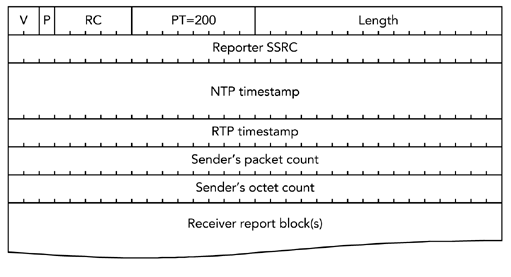 V P RC PT=200 Length
Reporter SSRC
NTP timestamp
RTP timestamp
Sender's packet count
Sender's octet count
Receiver report block(s)